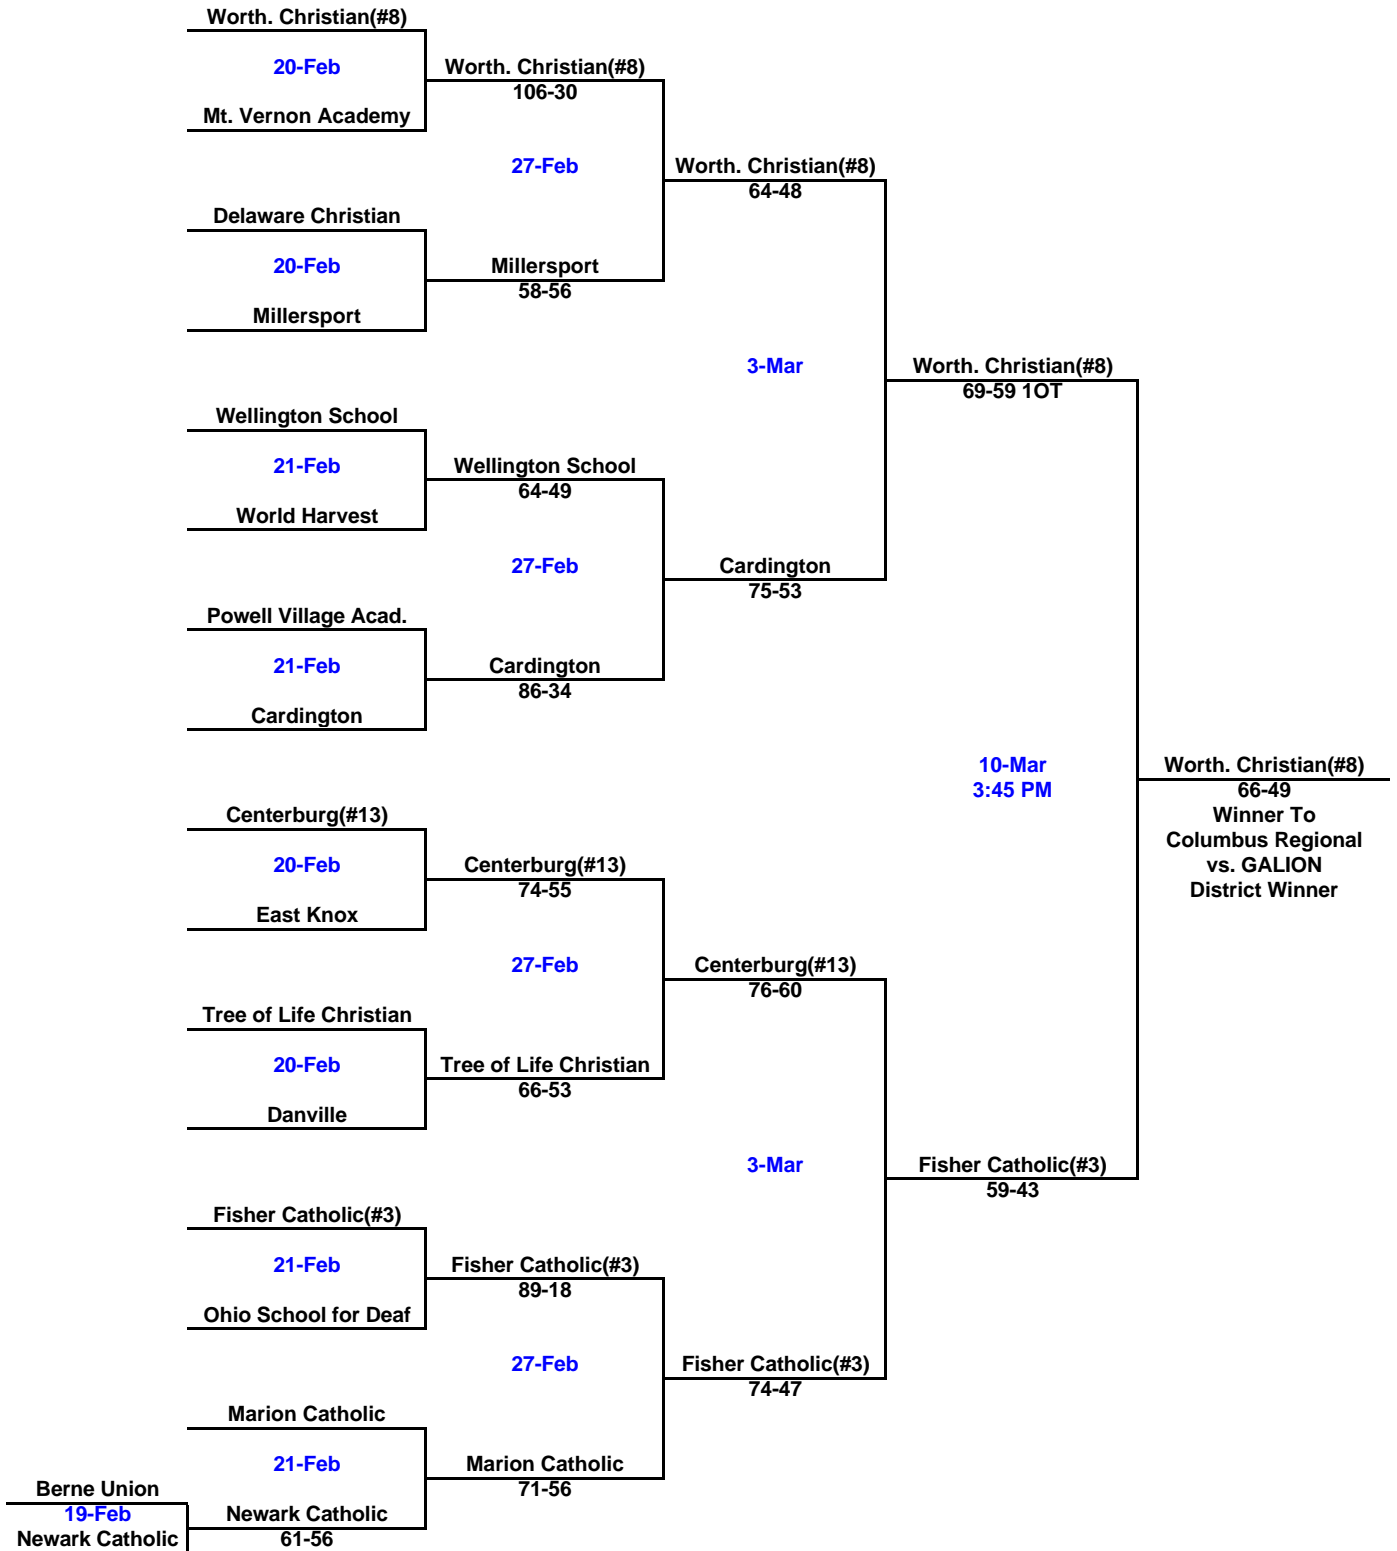 Worth. Christian(#8)
20-Feb
Mt. Vernon Academy
Worth. Christian(#8)
106-30
27-Feb
Delaware Christian
20-Feb
Millersport
Millersport
58-56
Worth. Christian(#8)
64-48
3-Mar
Wellington School
21-Feb
World Harvest
Wellington School
64-49
27-Feb
Powell Village Acad.
21-Feb
Cardington
Cardington
86-34
Cardington
75-53
Worth. Christian(#8)
69-59 1OT
10-Mar
3:45 PM
Worth. Christian(#8)
66-49
Winner To
Columbus Regional
vs. GALION
District Winner
Centerburg(#13)
20-Feb
East Knox
Centerburg(#13)
74-55
27-Feb
Tree of Life Christian
20-Feb
Danville
Tree of Life Christian
66-53
Centerburg(#13)
76-60
3-Mar
Fisher Catholic(#3)
59-43
Fisher Catholic(#3)
21-Feb
Ohio School for Deaf
Fisher Catholic(#3)
89-18
27-Feb
Fisher Catholic(#3)
74-47
Marion Catholic
21-Feb
Marion Catholic
71-56
Berne Union
19-Feb
Newark Catholic
Newark Catholic
61-56